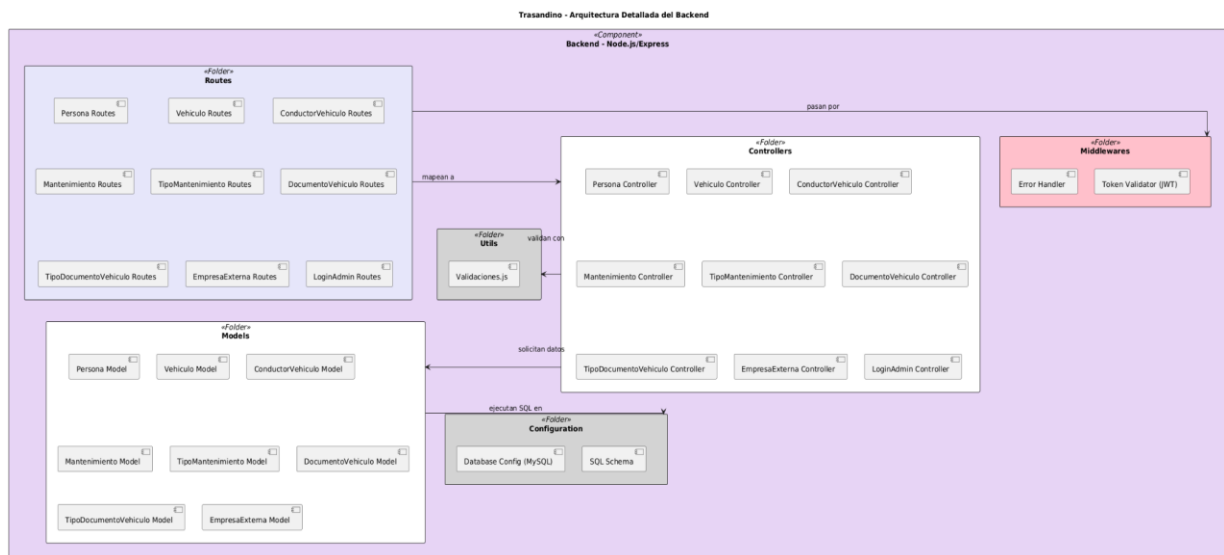 Trasandino - Arquitectura Detallada del Backend
«Component»
Backend - Node.js/Express
«Folder»
Routes
Persona Routes
Vehiculo Routes
ConductorVehiculo Routes
Mantenimiento Routes
TipoMantenimiento Routes
DocumentoVehiculo Routes
TipoDocumentoVehiculo Routes
EmpresaExterna Routes
LoginAdmin Routes
pasan por
mapean a
«Folder»
Controllers
Persona Controller
Vehiculo Controller
ConductorVehiculo Controller
Mantenimiento Controller
TipoMantenimiento Controller
DocumentoVehiculo Controller
TipoDocumentoVehiculo Controller
EmpresaExterna Controller
LoginAdmin Controller
«Folder»
Middlewares
Error Handler
Token Validator (JWT)
validan con
«Folder»
Utils
Validaciones.js
solicitan datos
«Folder»
Models
Persona Model
Vehiculo Model
ConductorVehiculo Model
Mantenimiento Model
TipoMantenimiento Model
DocumentoVehiculo Model
TipoDocumentoVehiculo Model
EmpresaExterna Model
ejecutan SQL en
«Folder»
Configuration
Database Config (MySQL)
SQL Schema